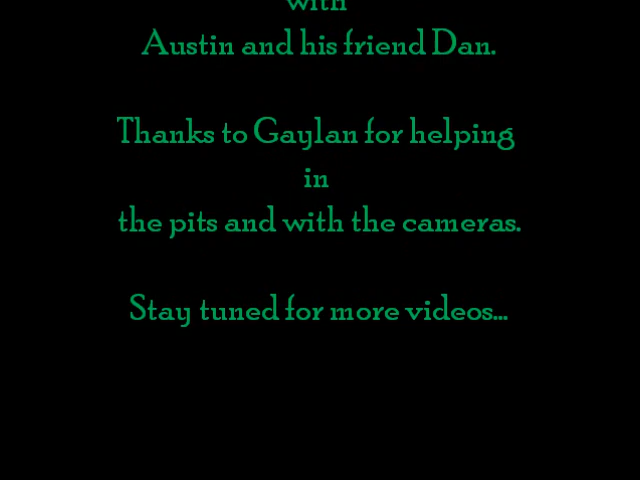 with
Austin and his friend Dan.
Thanks to Gaylan for helping
in
the pits and with the cameras.
Stay tuned for more videos...